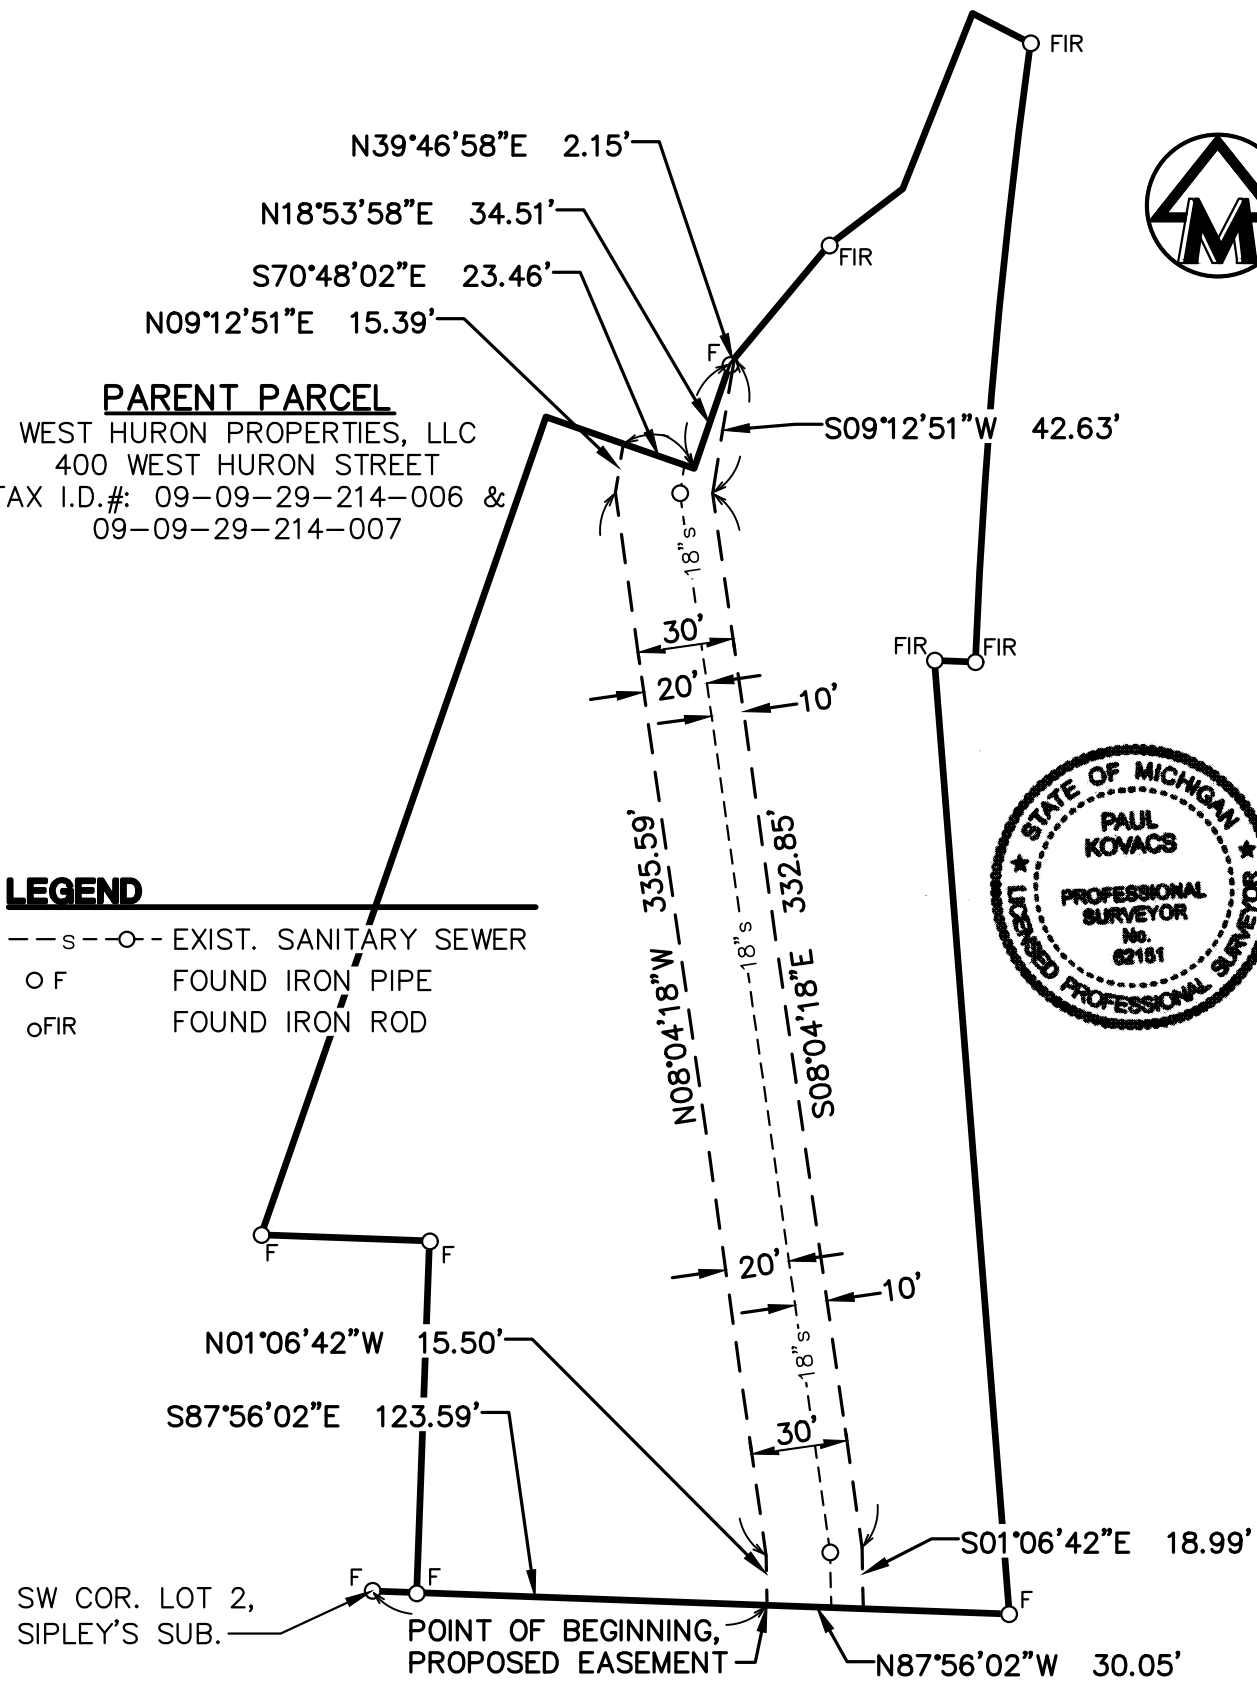 FIR
N39°46'58"E 2.15'
N18°53'58"E 34.51'
S70°48'02"E 23.46'
N09°12'51"E 15.39'
FIR
M
F
S09°12'51"W 42.63'
PARENT PARCEL
WEST HURON PROPERTIES, LLC
400 WEST HURON STREET
TAX I.D.#: 09-09-29-214-006 &
09-09-29-214-007
18"s
30'
20'
10'
FIR
FIR
STATE OF MICHIGAN
PAUL
KOVACS
PROFESSIONAL
SURVEYOR
No.
62151
LICENSED PROFESSIONAL SURVEYOR
N08°04'18"W 335.59'
18"s
S08°04'18"E 332.85'
LEGEND
--s--o-- EXIST. SANITARY SEWER
F FOUND IRON PIPE
FIR FOUND IRON ROD
F
F
20'
10'
N01°06'42"W 15.50'
18"s
S87°56'02"E 123.59'
30'
S01°06'42"E 18.99'
F
F
F
SW COR. LOT 2,
SIPLEY'S SUB.
POINT OF BEGINNING,
PROPOSED EASEMENT
N87°56'02"W 30.05'